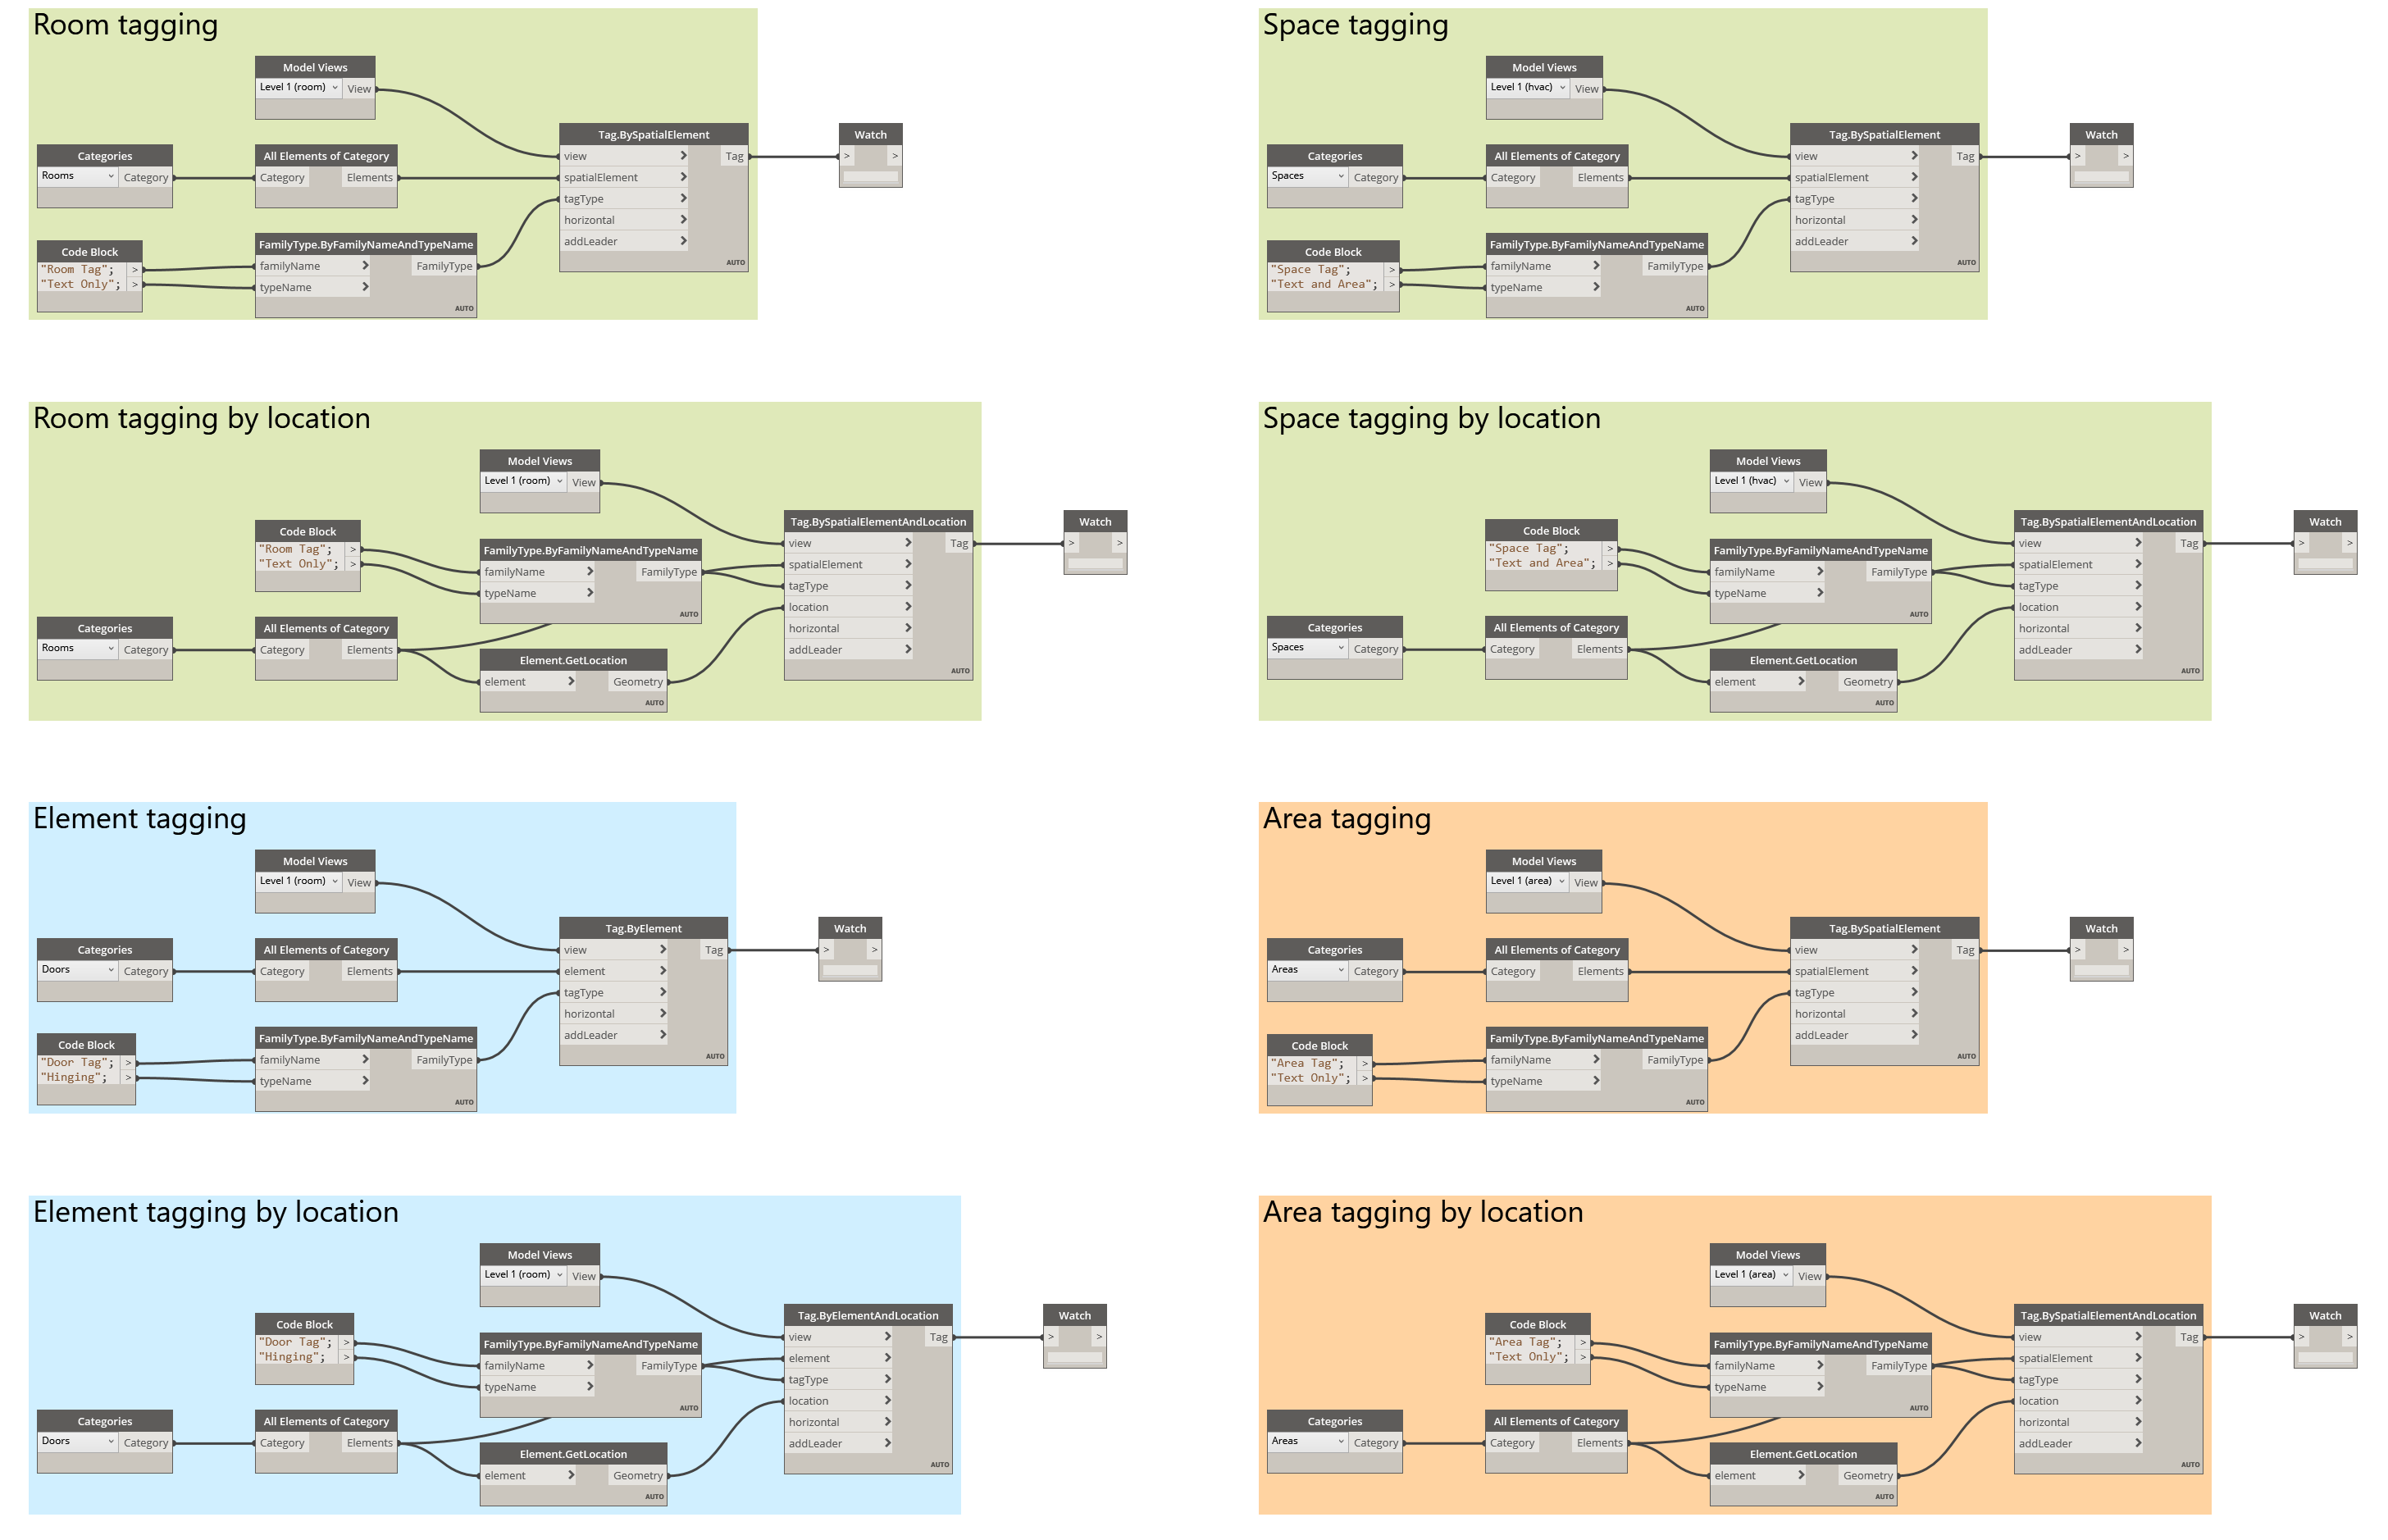 Room tagging
Model Views
Level 1 (room) View
Categories
Rooms Category
All Elements of Category
Category Elements
Code Block
"Room Tag"; >
"Text Only"; >
FamilyType.ByFamilyNameAndTypeName
familyName > FamilyType
typeName >
AUTO
Tag.BySpatialElement
view > Tag
spatialElement >
tagType >
horizontal >
addLeader >
AUTO
Watch
> >
Space tagging
Model Views
Level 1 (hvac) View
Categories
Spaces Category
All Elements of Category
Category Elements
Code Block
"Space Tag"; >
"Text and Area"; >
FamilyType.ByFamilyNameAndTypeName
familyName > FamilyType
typeName >
AUTO
Tag.BySpatialElement
view > Tag
spatialElement >
tagType >
horizontal >
addLeader >
AUTO
Watch
> >
Room tagging by location
Model Views
Level 1 (room) View
Code Block
"Room Tag"; >
"Text Only"; >
FamilyType.ByFamilyNameAndTypeName
familyName > FamilyType
typeName >
AUTO
Categories
Rooms Category
All Elements of Category
Category Elements
Element.GetLocation
element > Geometry
AUTO
Tag.BySpatialElementAndLocation
view > Tag
spatialElement >
tagType >
location >
horizontal >
addLeader >
AUTO
Watch
> >
Space tagging by location
Model Views
Level 1 (hvac) View
Code Block
"Space Tag"; >
"Text and Area"; >
FamilyType.ByFamilyNameAndTypeName
familyName > FamilyType
typeName >
AUTO
Categories
Spaces Category
All Elements of Category
Category Elements
Element.GetLocation
element > Geometry
AUTO
Tag.BySpatialElementAndLocation
view > Tag
spatialElement >
tagType >
location >
horizontal >
addLeader >
AUTO
Watch
> >
Element tagging
Model Views
Level 1 (room) View
Categories
Doors Category
All Elements of Category
Category Elements
Code Block
"Door Tag"; >
"Hinging"; >
FamilyType.ByFamilyNameAndTypeName
familyName > FamilyType
typeName >
AUTO
Tag.ByElement
view > Tag
element >
tagType >
horizontal >
addLeader >
AUTO
Watch
> >
Area tagging
Model Views
Level 1 (area) View
Categories
Areas Category
All Elements of Category
Category Elements
Code Block
"Area Tag"; >
"Text Only"; >
FamilyType.ByFamilyNameAndTypeName
familyName > FamilyType
typeName >
AUTO
Tag.BySpatialElement
view > Tag
spatialElement >
tagType >
horizontal >
addLeader >
AUTO
Watch
> >
Element tagging by location
Model Views
Level 1 (room) View
Code Block
"Door Tag"; >
"Hinging"; >
FamilyType.ByFamilyNameAndTypeName
familyName > FamilyType
typeName >
AUTO
Categories
Doors Category
All Elements of Category
Category Elements
Element.GetLocation
element > Geometry
AUTO
Tag.ByElementAndLocation
view > Tag
element >
tagType >
location >
horizontal >
addLeader >
AUTO
Watch
> >
Area tagging by location
Model Views
Level 1 (area) View
Code Block
"Area Tag"; >
"Text Only"; >
FamilyType.ByFamilyNameAndTypeName
familyName > FamilyType
typeName >
AUTO
Categories
Areas Category
All Elements of Category
Category Elements
Element.GetLocation
element > Geometry
AUTO
Tag.BySpatialElementAndLocation
view > Tag
spatialElement >
tagType >
location >
horizontal >
addLeader >
AUTO
Watch
> >